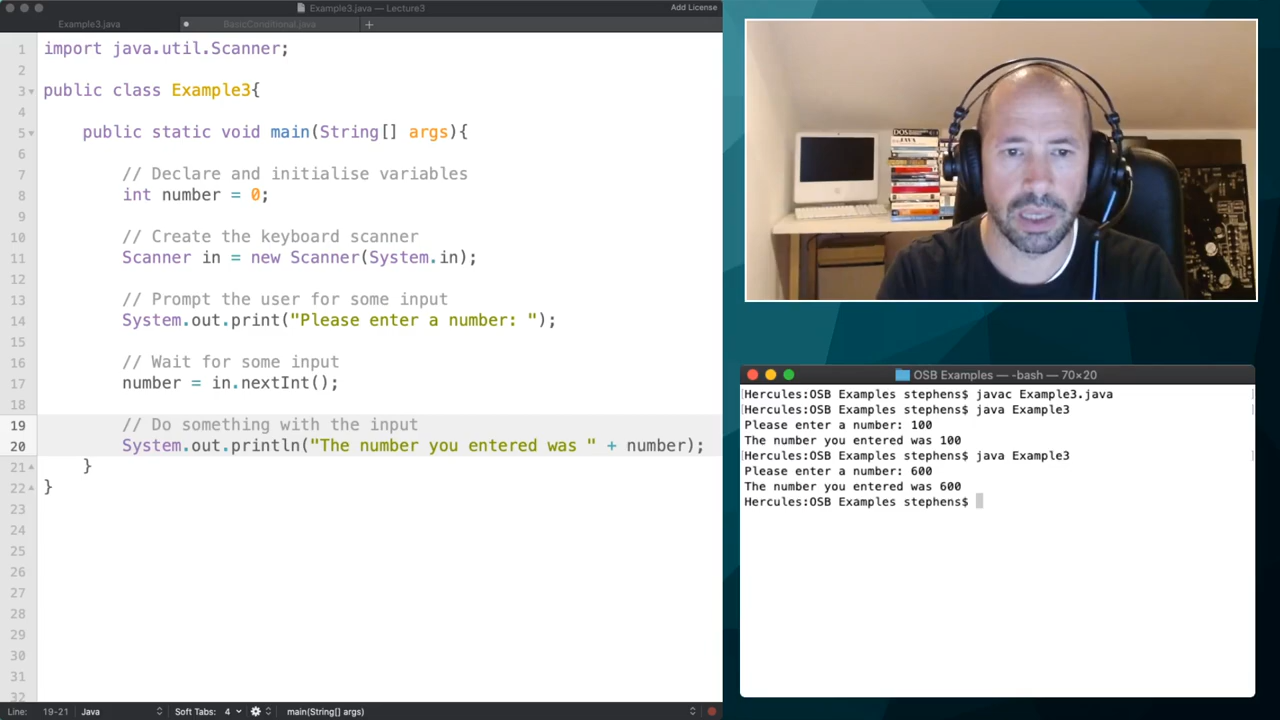 Example3.java — Lecture3
Add License
Example3.java
BasicConditional.java
1 import java.util.Scanner;
2
3 public class Example3{
4
5 public static void main(String[] args){
6
7 // Declare and initialise variables
8 int number = 0;
9
10 // Create the keyboard scanner
11 Scanner in = new Scanner(System.in);
12
13 // Prompt the user for some input
14 System.out.print("Please enter a number: ");
15
16 // Wait for some input
17 number = in.nextInt();
18
19 // Do something with the input
20 System.out.println("The number you entered was " + number);
21 }
22 }
23
24
25
26
27
28
29
30
31
32
Line: 19-21 Java Soft Tabs: 4 main(String[] args)
DOS
JAVA
OSB Examples — -bash — 70×20
Hercules:OSB Examples stephens$ javac Example3.java
Hercules:OSB Examples stephens$ java Example3
Please enter a number: 100
The number you entered was 100
Hercules:OSB Examples stephens$ java Example3
Please enter a number: 600
The number you entered was 600
Hercules:OSB Examples stephens$